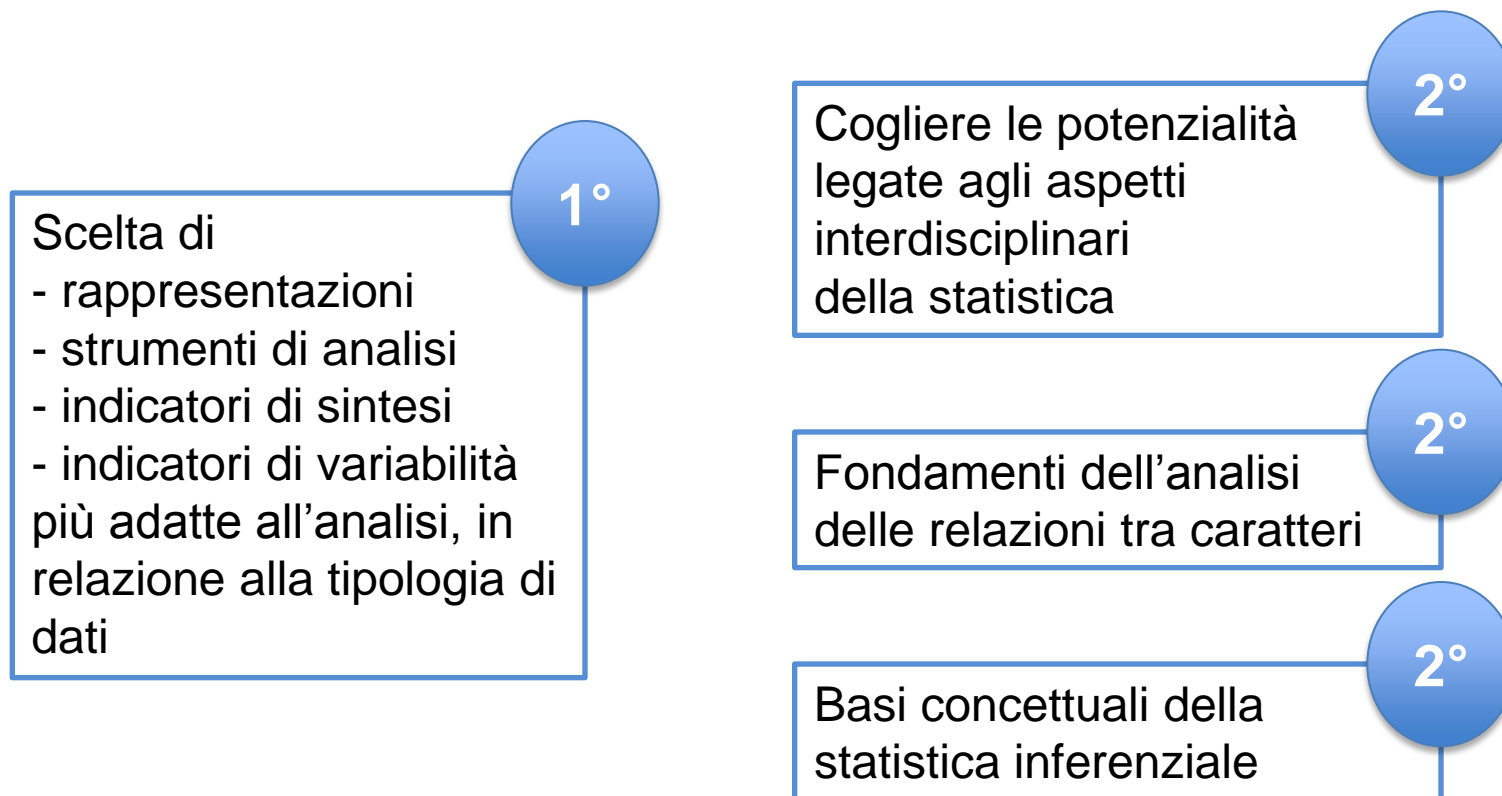 1°
Scelta di
- rappresentazioni
- strumenti di analisi
- indicatori di sintesi
- indicatori di variabilità
più adatte all’analisi, in
relazione alla tipologia di
dati
2°
Cogliere le potenzialità
legate agli aspetti
interdisciplinari
della statistica
2°
Fondamenti dell’analisi
delle relazioni tra caratteri
2°
Basi concettuali della
statistica inferenziale